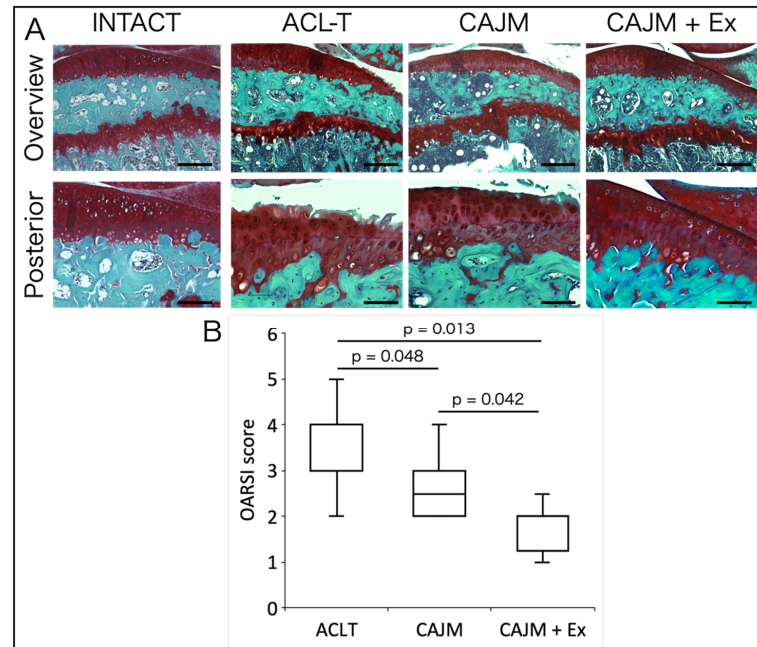 A
INTACT ACL-T CAJM CAJM + Ex
Overview
Posterior
B
6
p = 0.013
p = 0.048
5
p = 0.042
4
3
2
1
0
OARSI score
ACLT CAJM CAJM + Ex